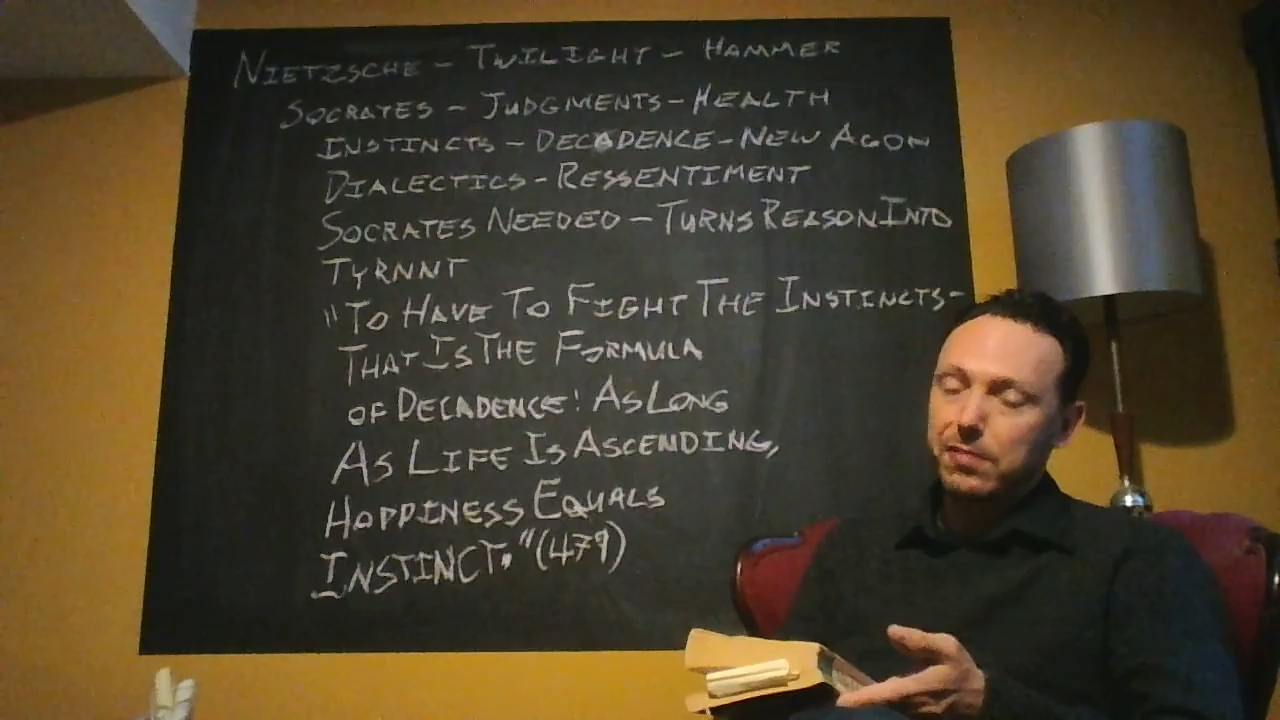 NIETZSCHE - TWILIGHT - HAMMER
SOCRATES - JUDGMENTS - HEALTH
INSTINCTS - DECADENCE - NEW AGON
DIALECTICS - RESSENTIMENT
SOCRATES NEEDED - TURNS REASON INTO
TYRNNT
"TO HAVE TO FIGHT THE INSTINCTS -
THAT IS THE FORMULA
OF DECADENCE: AS LONG
AS LIFE IS ASCENDING,
HAPPINESS EQUALS
INSTINCT." (479)